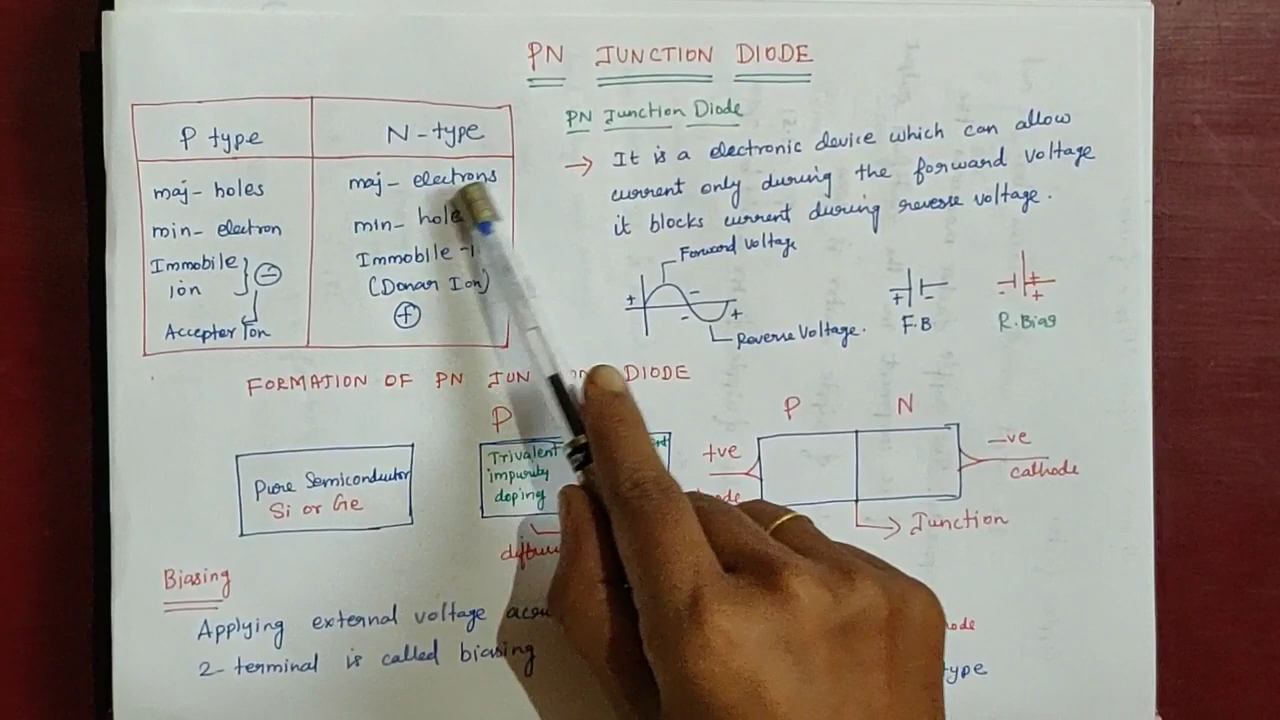 PN JUNCTION DIODE
P type
N-type
maj- holes
maj- electrons
min- electron
min- hole
Immobile
ion
Immobile
(Donar Ion)
+
Accepter Ion
PN Junction Diode
→ It is a electronic device which can allow
current only during the forward voltage
it blocks current during reverse voltage.
Forward voltage
+
-
-
+
Reverse Voltage.
+ -
F.B
- + +
R.Bias
FORMATION OF PN JUN DIODE
Pure Semiconductor
Si or Ge
P
Trivalent
impurity
doping
P N
+ve
-ve
cathode
Junction
Biasing
Applying external voltage
2-terminal is called biasing
type